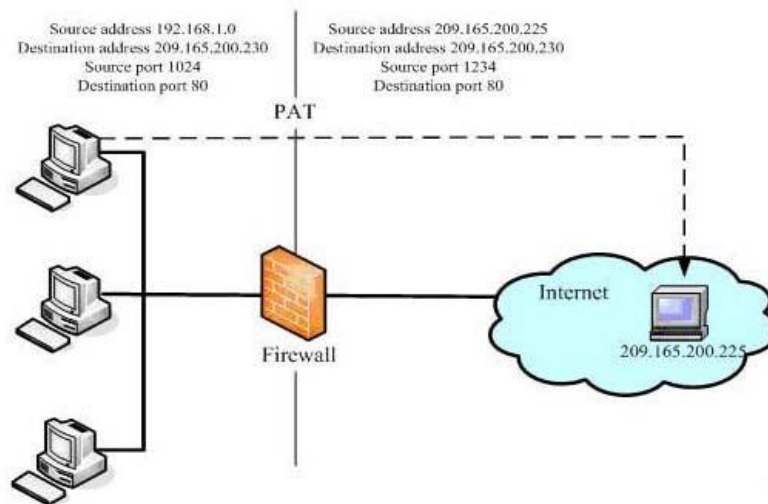 Source address 192.168.1.0
Destination address 209.165.200.230
Source port 1024
Destination port 80
Source address 209.165.200.225
Destination address 209.165.200.230
Source port 1234
Destination port 80
PAT
Internet
209.165.200.225
Firewall